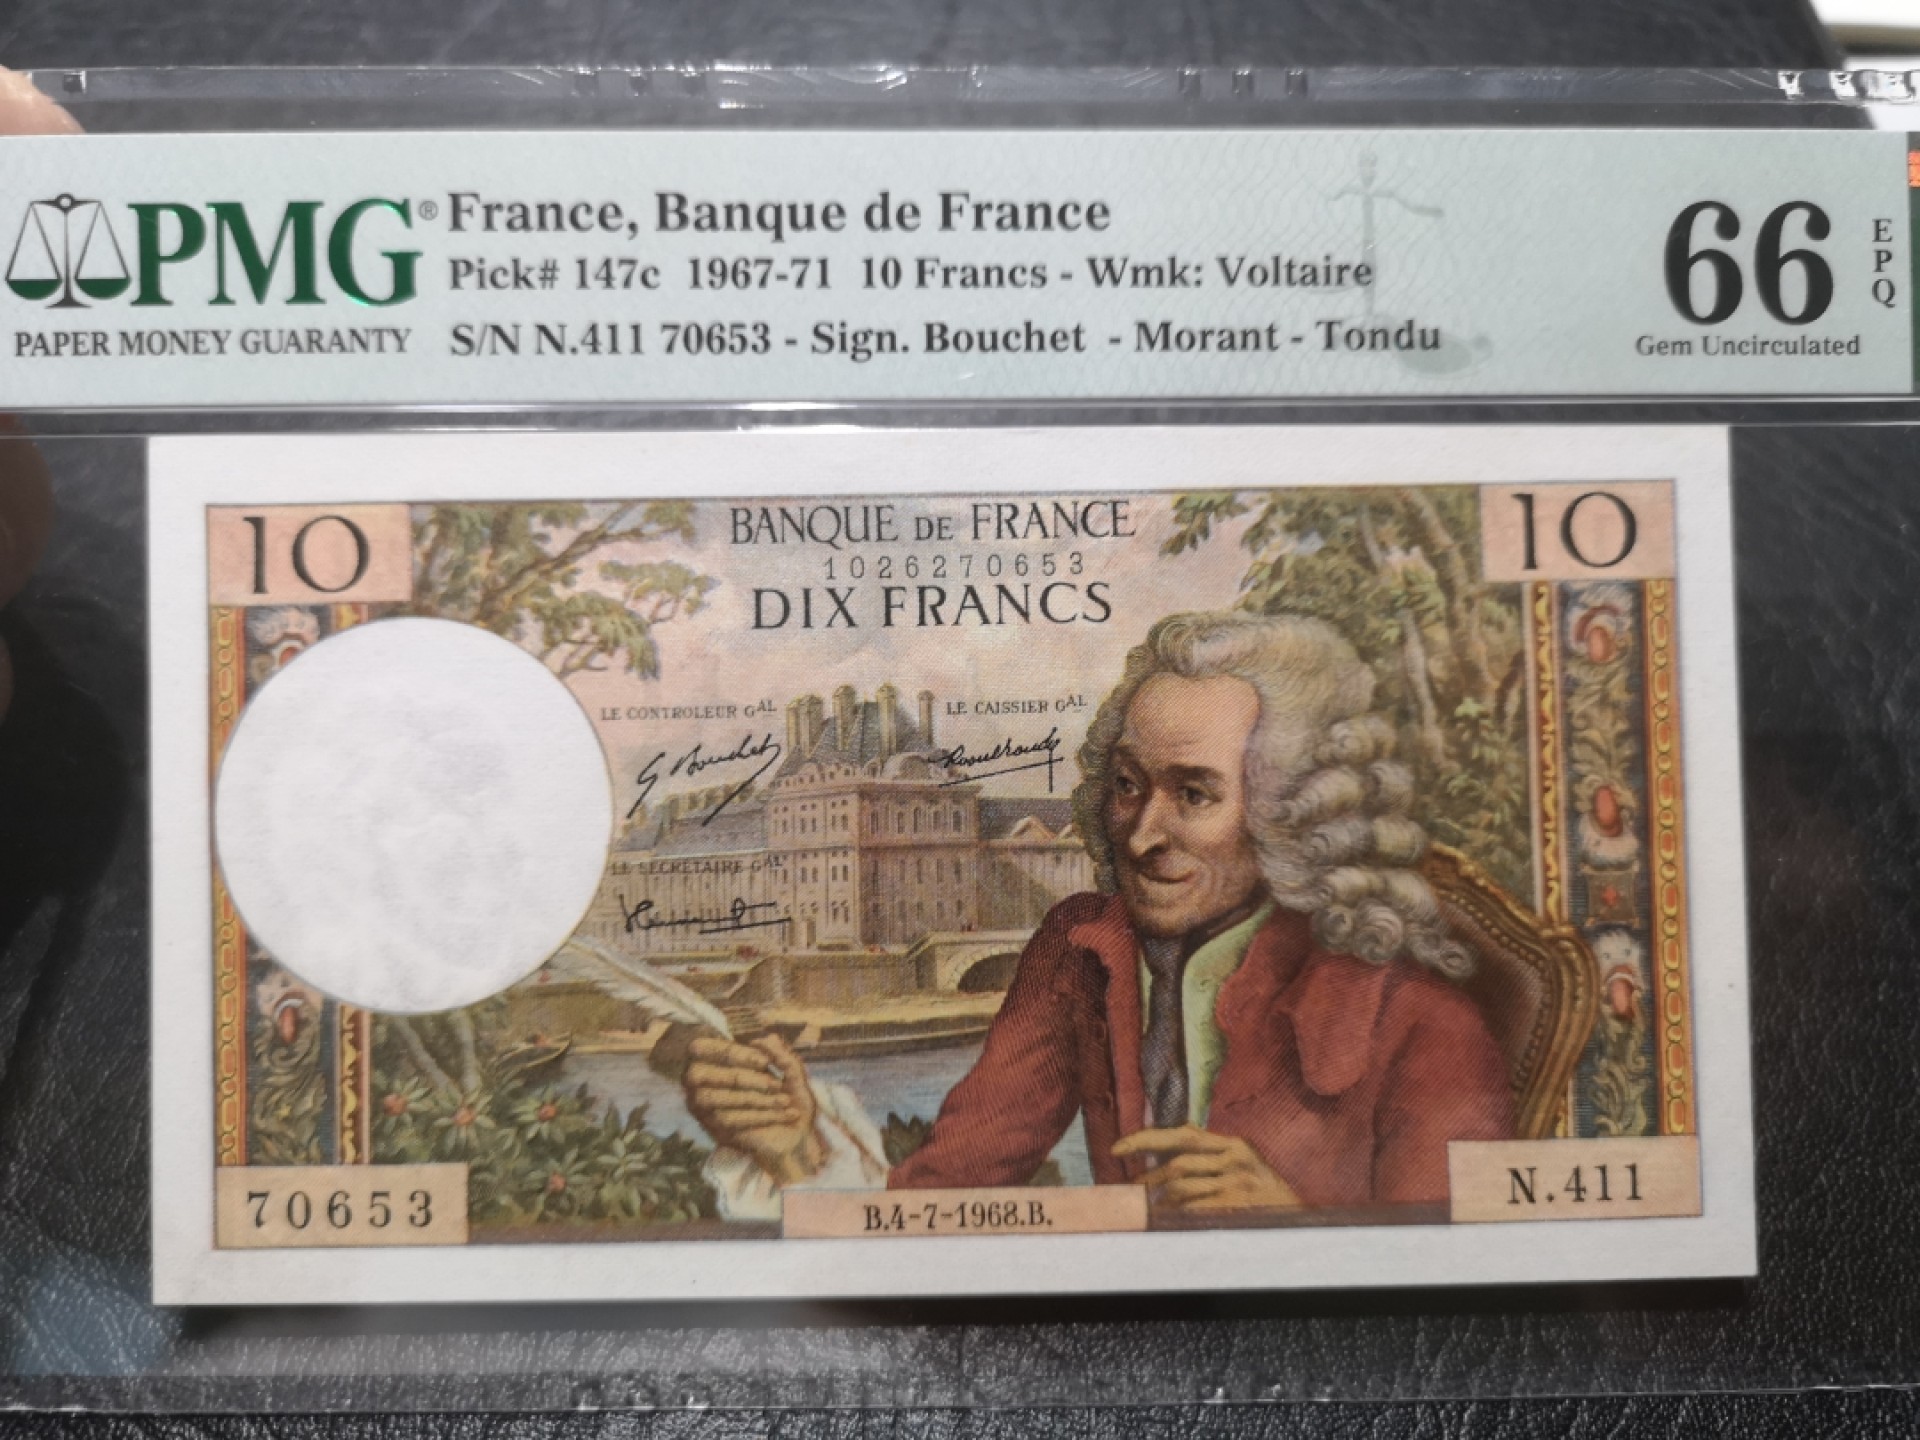 PMG®
PAPER MONEY GUARANTY
France, Banque de France
Pick# 147c 1967-71 10 Francs - Wmk: Voltaire
S/N N.411 70653 - Sign. Bouchet - Morant - Tondu
66
EPQ
Gem Uncirculated
10
BANQUE DE FRANCE
10
1026270653
DIX FRANCS
LE CONTROLEUR GAL
LE CAISSIER GAL
G Bouchet
LE SECRÉTAIRE GAL
70653
B.4-7-1968.B.
N.411